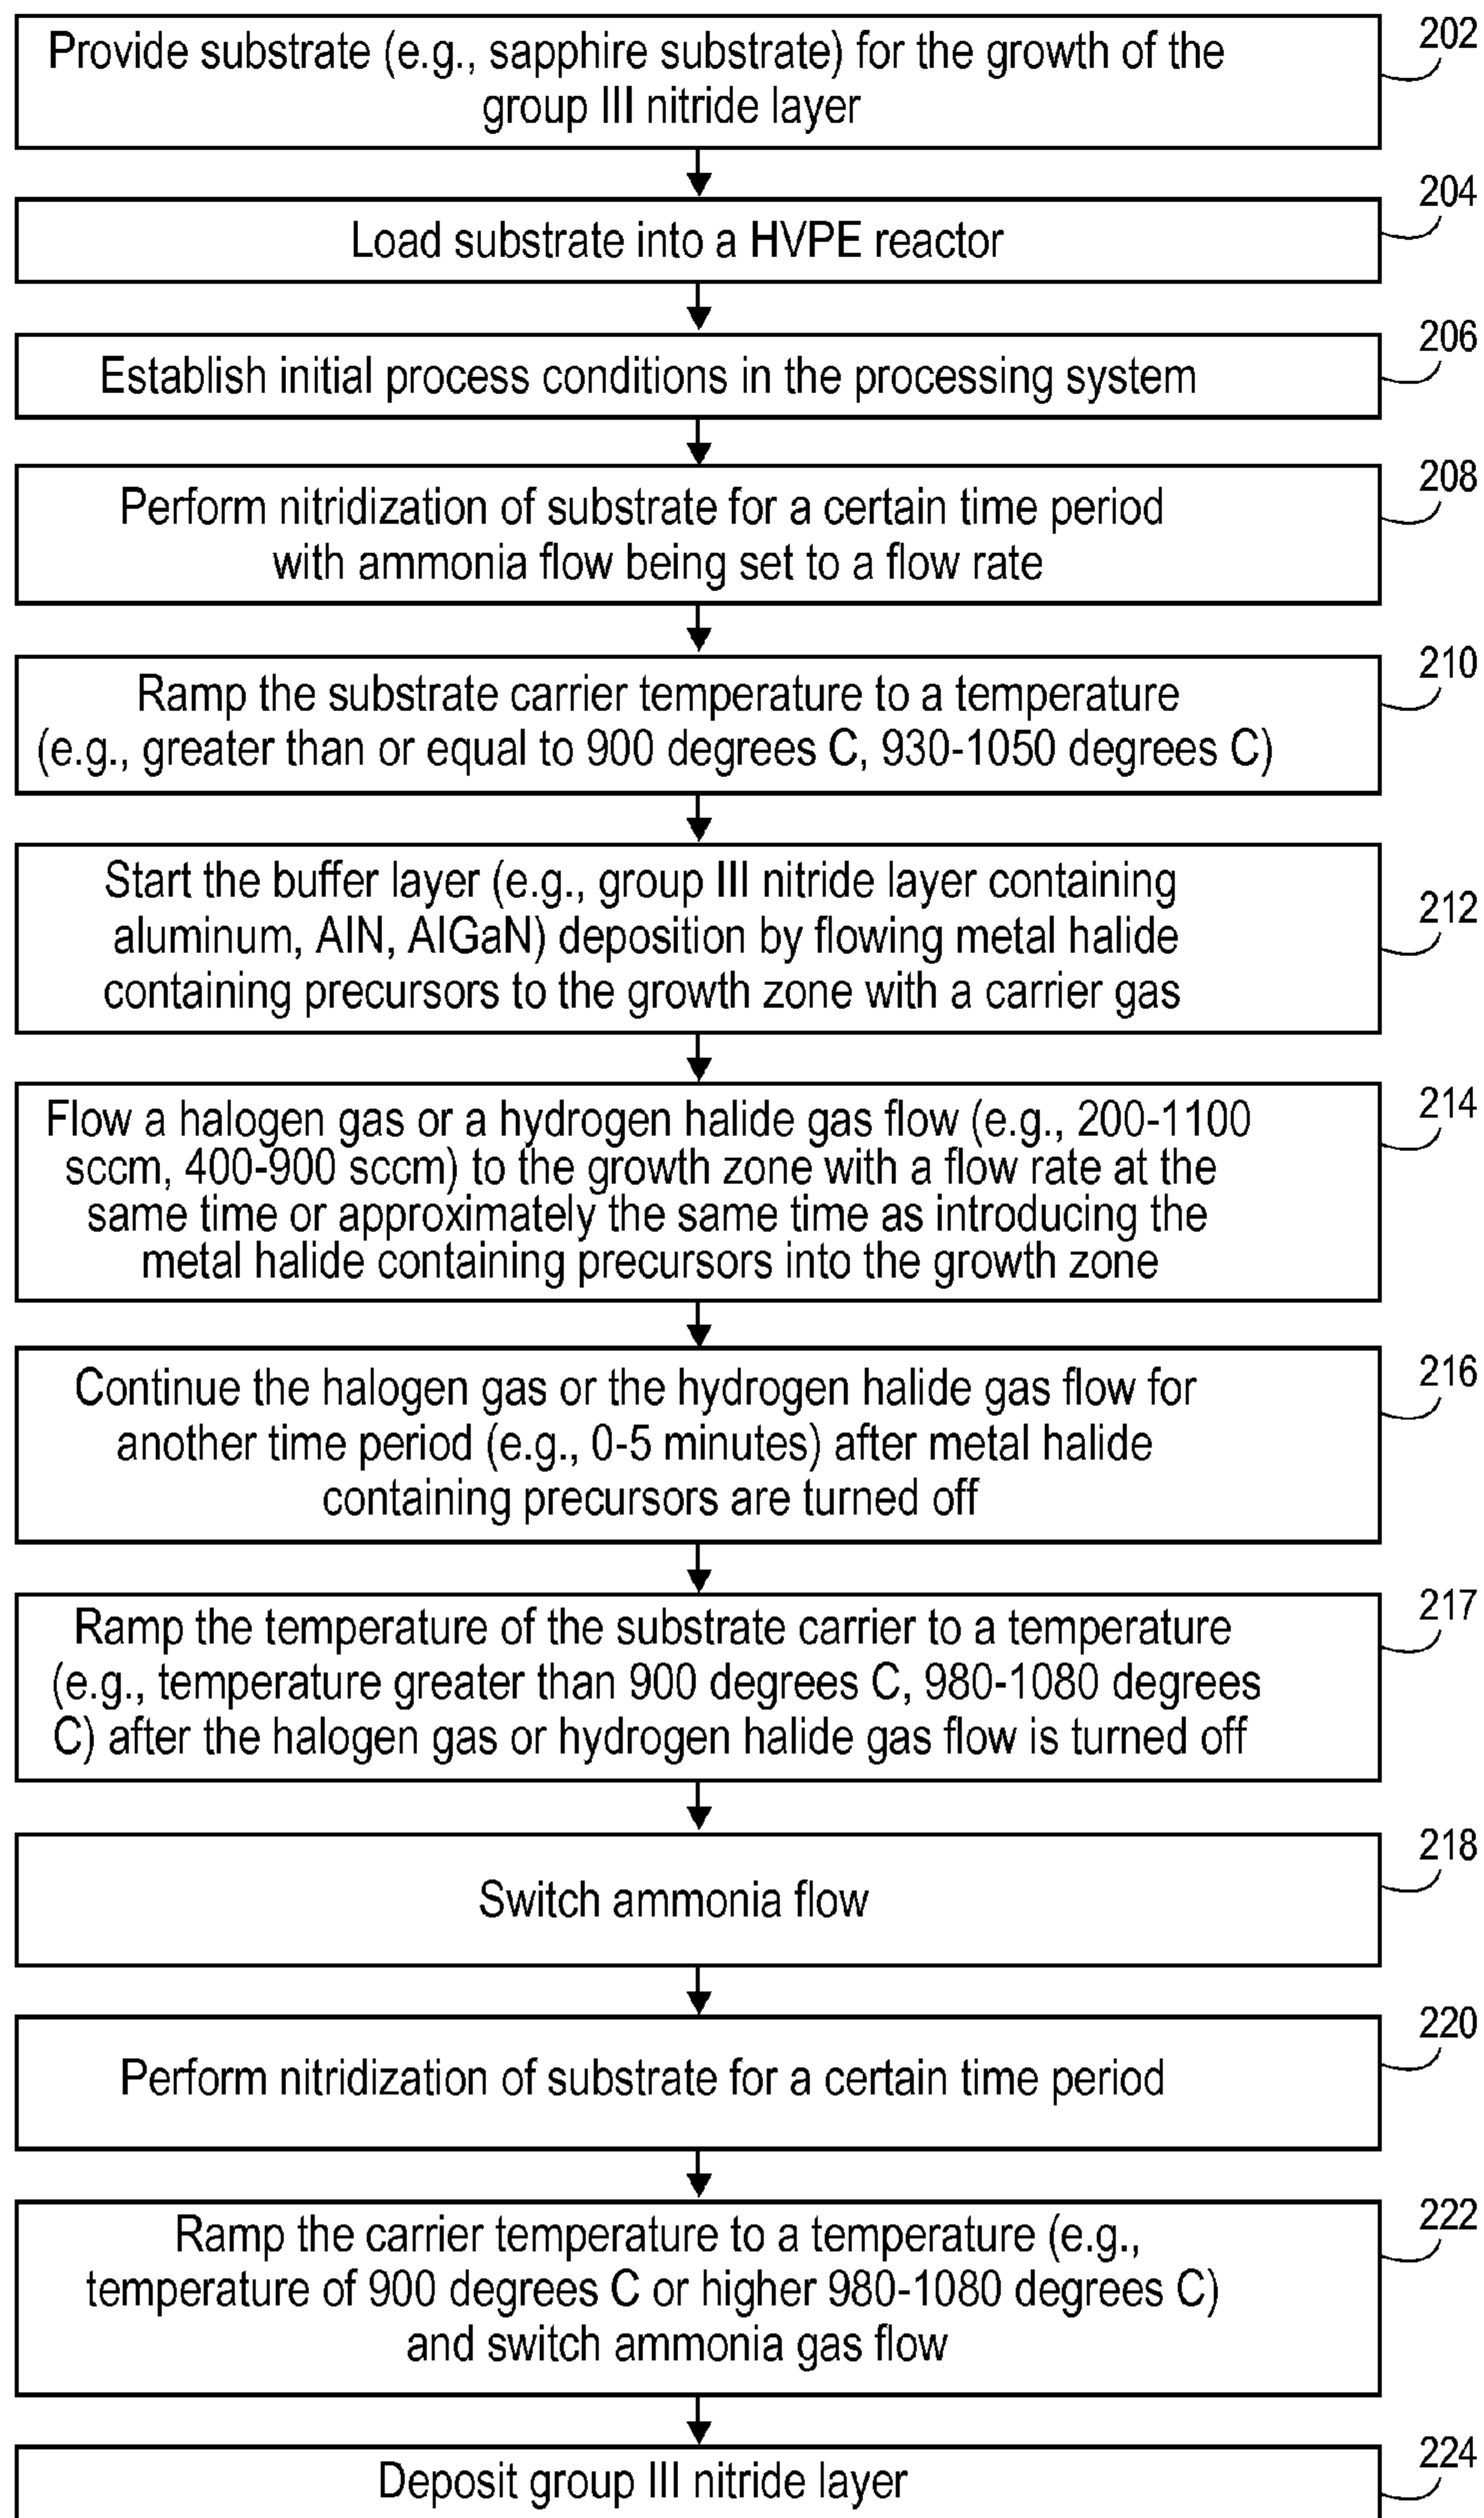 Provide substrate (e.g., sapphire substrate) for the growth of the
group III nitride layer
202
Load substrate into a HVPE reactor
204
Establish initial process conditions in the processing system
206
Perform nitridization of substrate for a certain time period
with ammonia flow being set to a flow rate
208
Ramp the substrate carrier temperature to a temperature
(e.g., greater than or equal to 900 degrees C, 930-1050 degrees C)
210
Start the buffer layer (e.g., group III nitride layer containing
aluminum, AlN, AlGaN) deposition by flowing metal halide
containing precursors to the growth zone with a carrier gas
212
Flow a halogen gas or a hydrogen halide gas flow (e.g., 200-1100
sccm, 400-900 sccm) to the growth zone with a flow rate at the
same time or approximately the same time as introducing the
metal halide containing precursors into the growth zone
214
Continue the halogen gas or the hydrogen halide gas flow for
another time period (e.g., 0-5 minutes) after metal halide
containing precursors are turned off
216
Ramp the temperature of the substrate carrier to a temperature
(e.g., temperature greater than 900 degrees C, 980-1080 degrees
C) after the halogen gas or hydrogen halide gas flow is turned off
217
Switch ammonia flow
218
Perform nitridization of substrate for a certain time period
220
Ramp the carrier temperature to a temperature (e.g.,
temperature of 900 degrees C or higher 980-1080 degrees C)
and switch ammonia gas flow
222
Deposit group III nitride layer
224